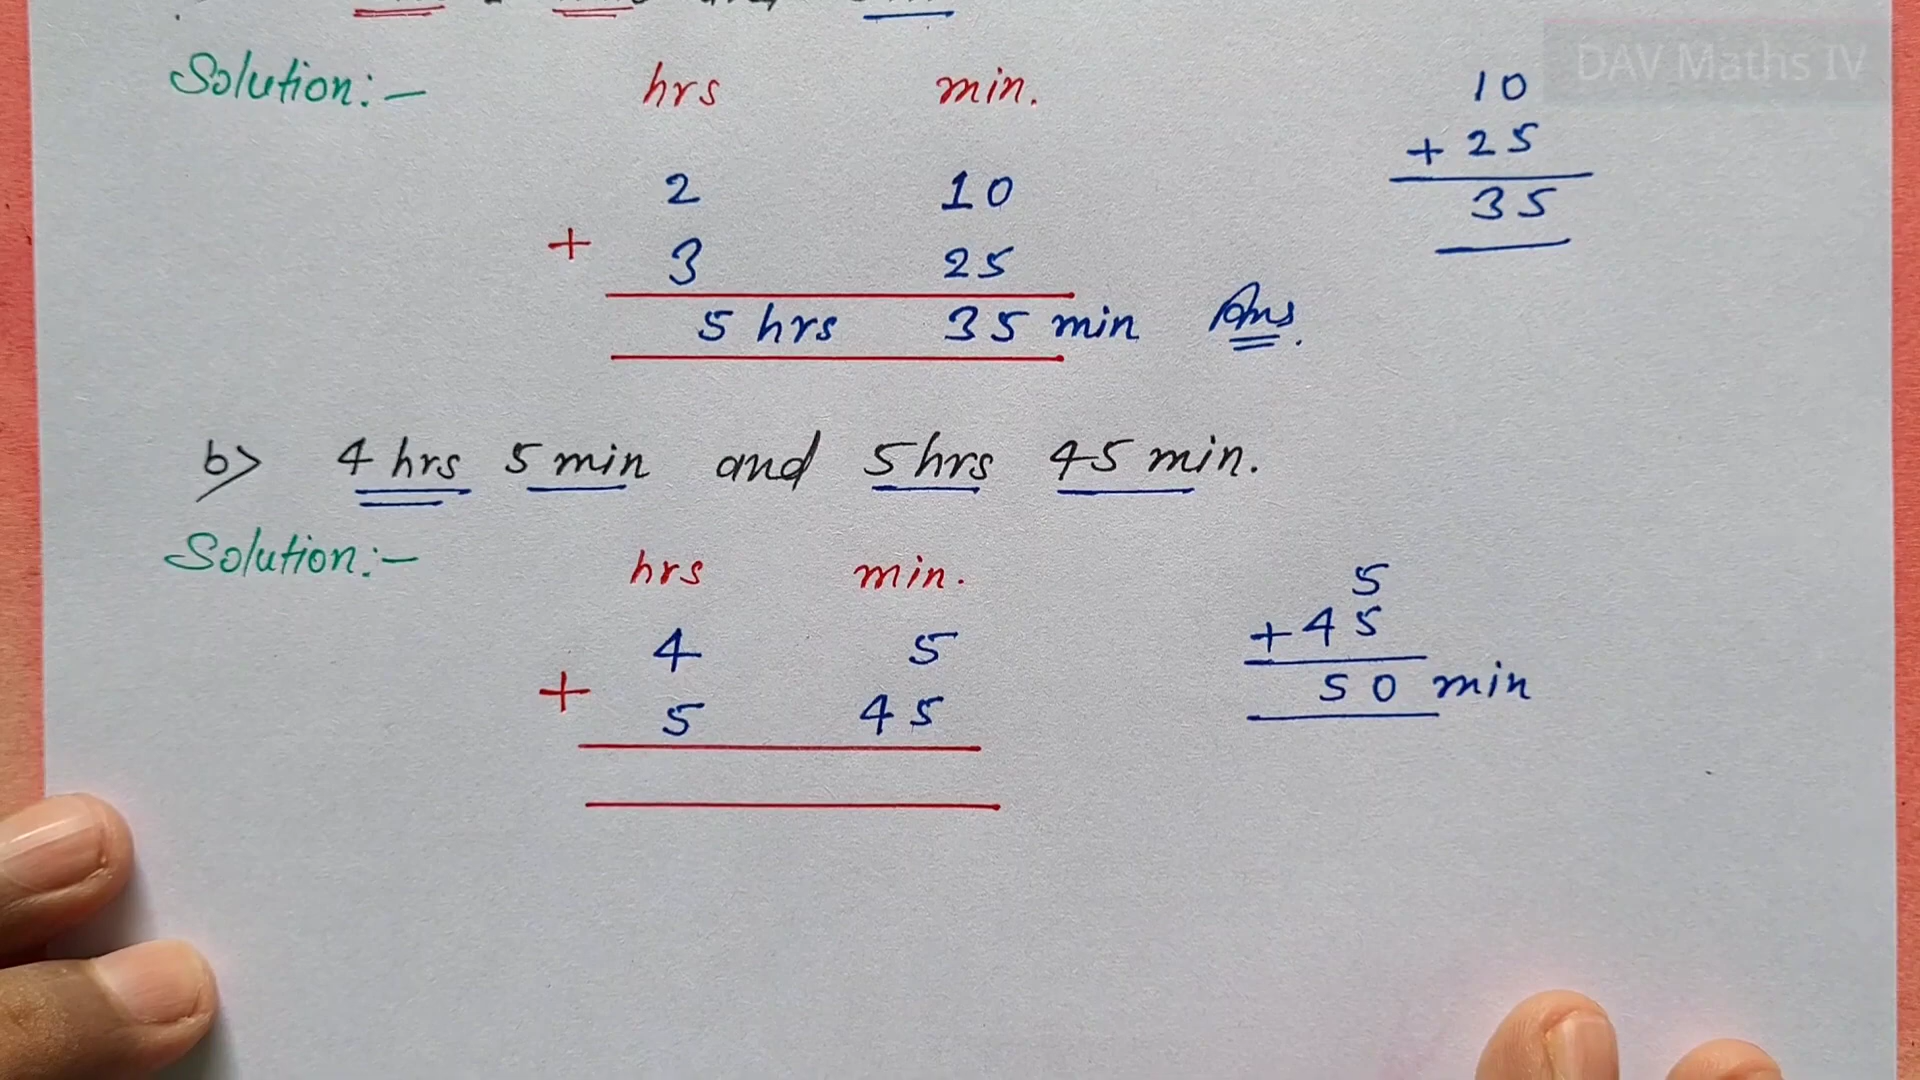 DAV Maths IV
Solution:-
hrs min.
2 10
+ 3 25
5 hrs 35 min Ans.
10
+ 25
35
b> 4 hrs 5 min and 5 hrs 45 min.
Solution:-
hrs min.
4 5
+ 5 45
5
+ 45
50 min